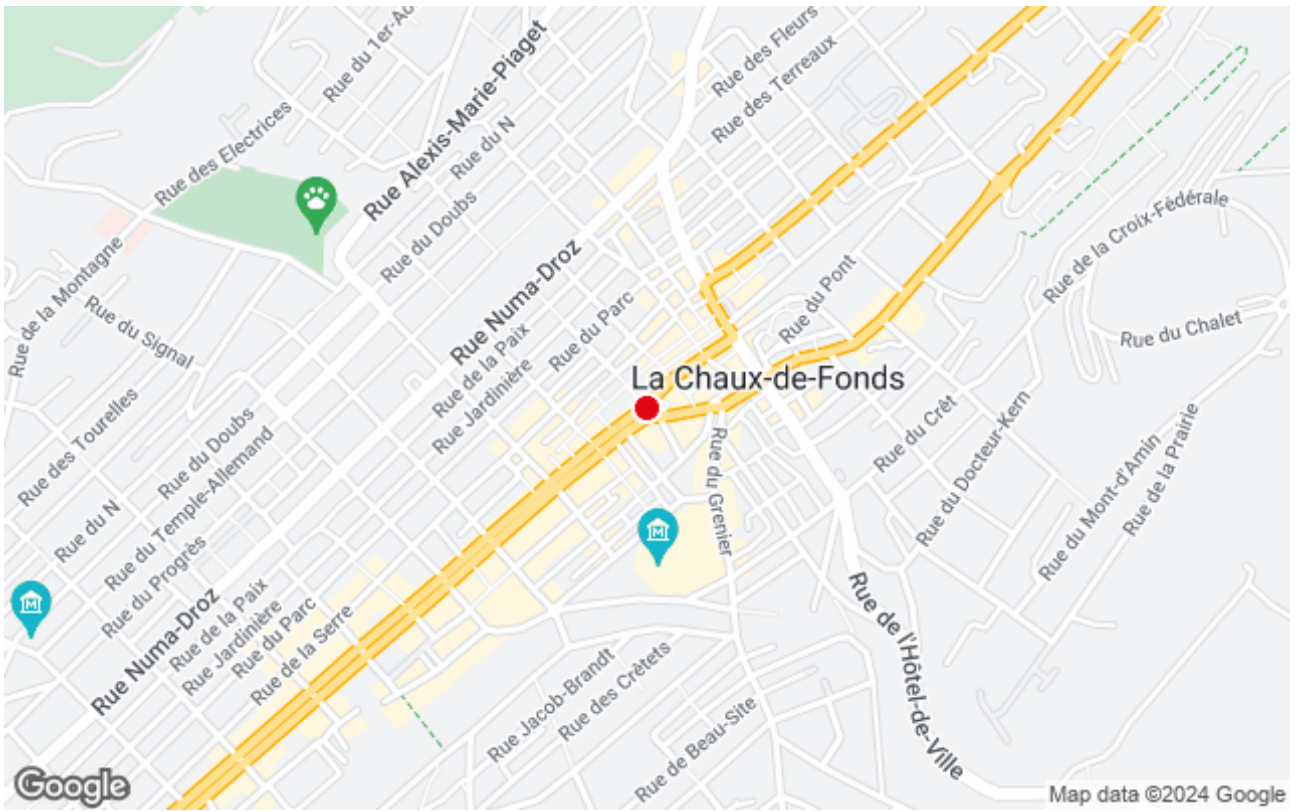 Rue du 1er-Ao
Rue Alexis-Marie-Piaget
Rue des Fleurs
Rue des Terreaux
Rue des Electrices
Rue du N
Rue du Doubs
Rue de la Montagne
Rue du Signal
Rue Numa-Droz
Rue du Parc
Rue de la Paix
Rue Jardinière
Rue du Pont
Rue de la Croix-Fédérale
Rue du Chalet
La Chaux-de-Fonds
Rue des Tourelles
Rue du Doubs
Rue du Temple-Allemand
Rue du N
Rue du Progrès
Rue du Grenier
Rue du Crêt
Rue du Docteur-Kern
Rue du Mont-d'Amin
Rue de la Prairie
Rue Numa-Droz
Rue de la Paix
Rue Jardinière
Rue du Parc
Rue de la Serre
Rue Jacob-Brandt
Rue des Crêtets
Rue de Beau-Site
Rue de l'Hôtel-de-Ville
Google
Map data ©2024 Google